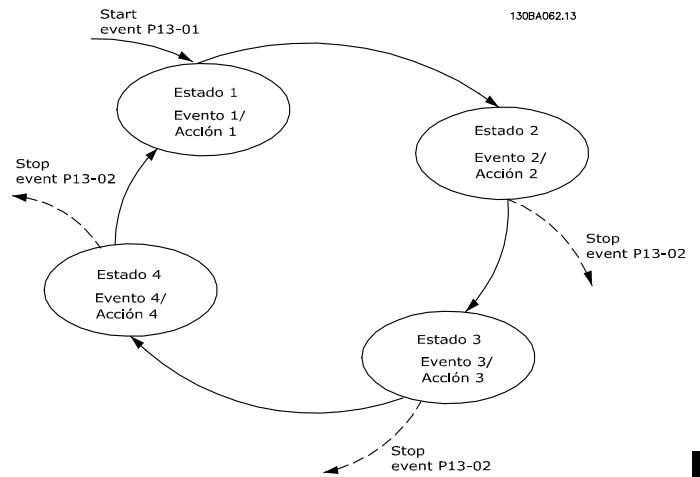 Start
event P13-01
130BA062.13
Estado 1
Evento 1/
Acción 1
Estado 2
Evento 2/
Acción 2
Stop
event P13-02
Stop
event P13-02
Estado 4
Evento 4/
Acción 4
Estado 3
Evento 3/
Acción 3
Stop
event P13-02